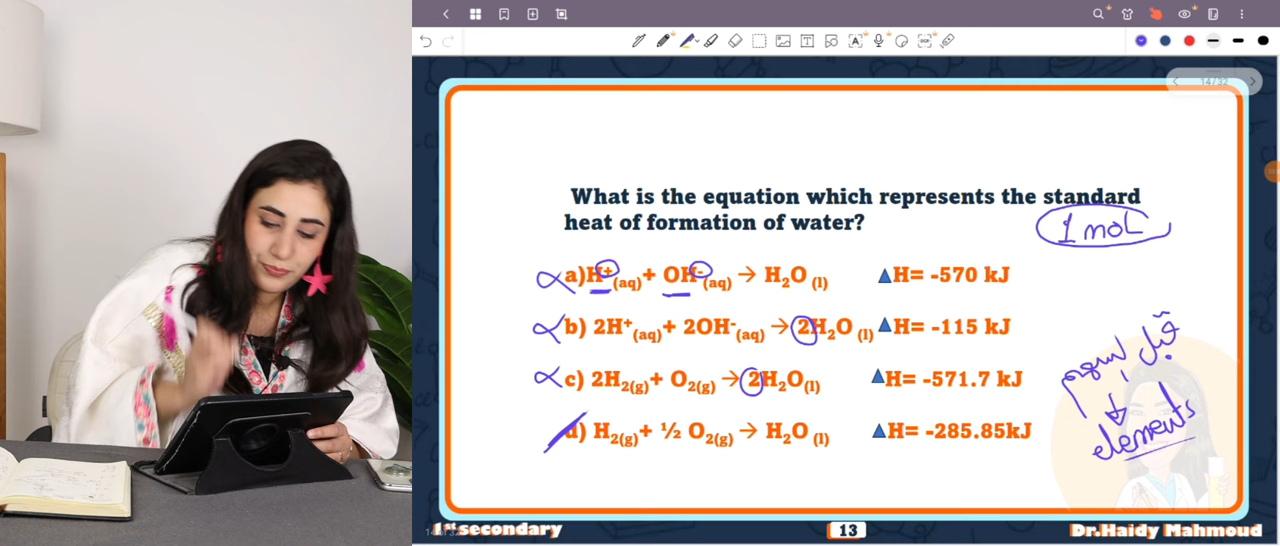 14/32
What is the equation which represents the standard
heat of formation of water?
1 mol
a) H⁺(aq) + OH⁻(aq) → H₂O (l) ▲H= -570 kJ
b) 2H⁺(aq) + 2OH⁻(aq) → 2H₂O (l) ▲H= -115 kJ
c) 2H₂(g) + O₂(g) → 2H₂O(l) ▲H= -571.7 kJ
d) H₂(g) + ½ O₂(g) → H₂O (l) ▲H= -285.85kJ
قبل السهم
elements
1st secondary
13
Dr.Haidy Mahmoud